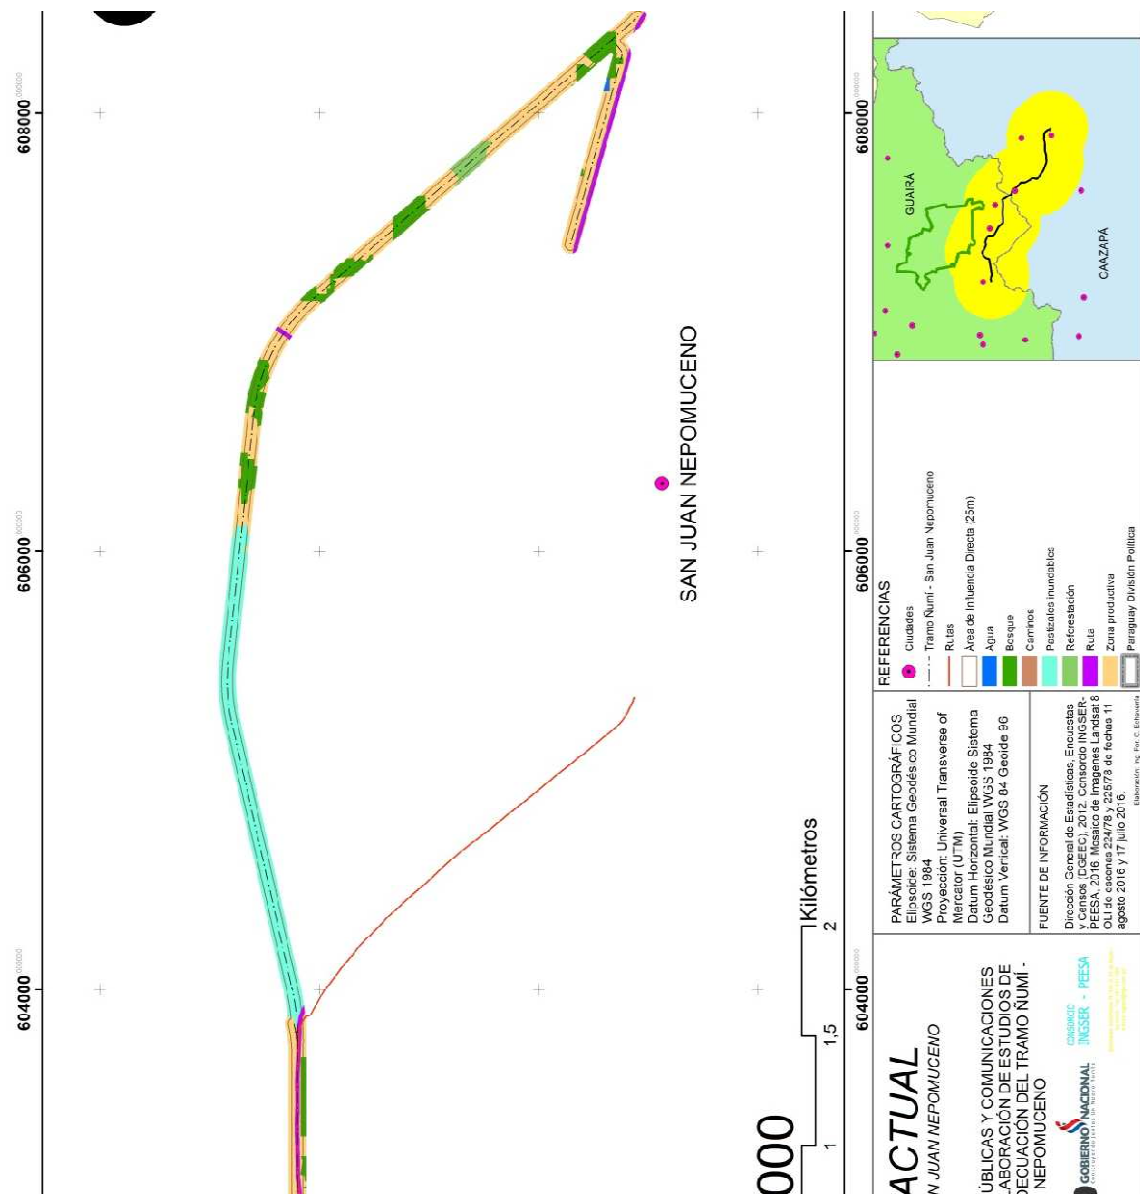 608000
606000
604000
608000
606000
604000
SAN JUAN NEPOMUCENO
Kilómetros
1
1,5
2
000
GUAIRÁ
CAAZAPÁ
REFERENCIAS
Ciudades
Tramo Ñumí - San Juan Nepomuceno
Rutas
Área de Influencia Directa (25m)
Agua
Bosque
Caminos
Pastizales inundables
Reforestación
Ruta
Zona productiva
Paraguay División Política
PARÁMETROS CARTOGRÁFICOS
Elipsoide: Sistema Geodésico Mundial
WGS 1984
Proyección: Universal Transverse of
Mercator (UTM)
Datum Horizontal: Elipsoide Sistema
Geodésico Mundial WGS 1984
Datum Vertical: WGS 84 Geoide 96
FUENTE DE INFORMACIÓN
Dirección General de Estadísticas, Encuestas
y Censos (DGEEC), 2012. Consorcio INGSER-
PEESA, 2016. Mosaico de Imágenes Landsat 8
OLI de escenas 224/78 y 225/78 de fechas 11
agosto 2016 y 17 julio 2016.
ACTUAL
N JUAN NEPOMUCENO
ÚBLICAS Y COMUNICACIONES
ABORACIÓN DE ESTUDIOS DE
DECUACIÓN DEL TRAMO ÑUMÍ -
NEPOMUCENO
CONSORCIO
INGSER - PEESA
GOBIERNO NACIONAL